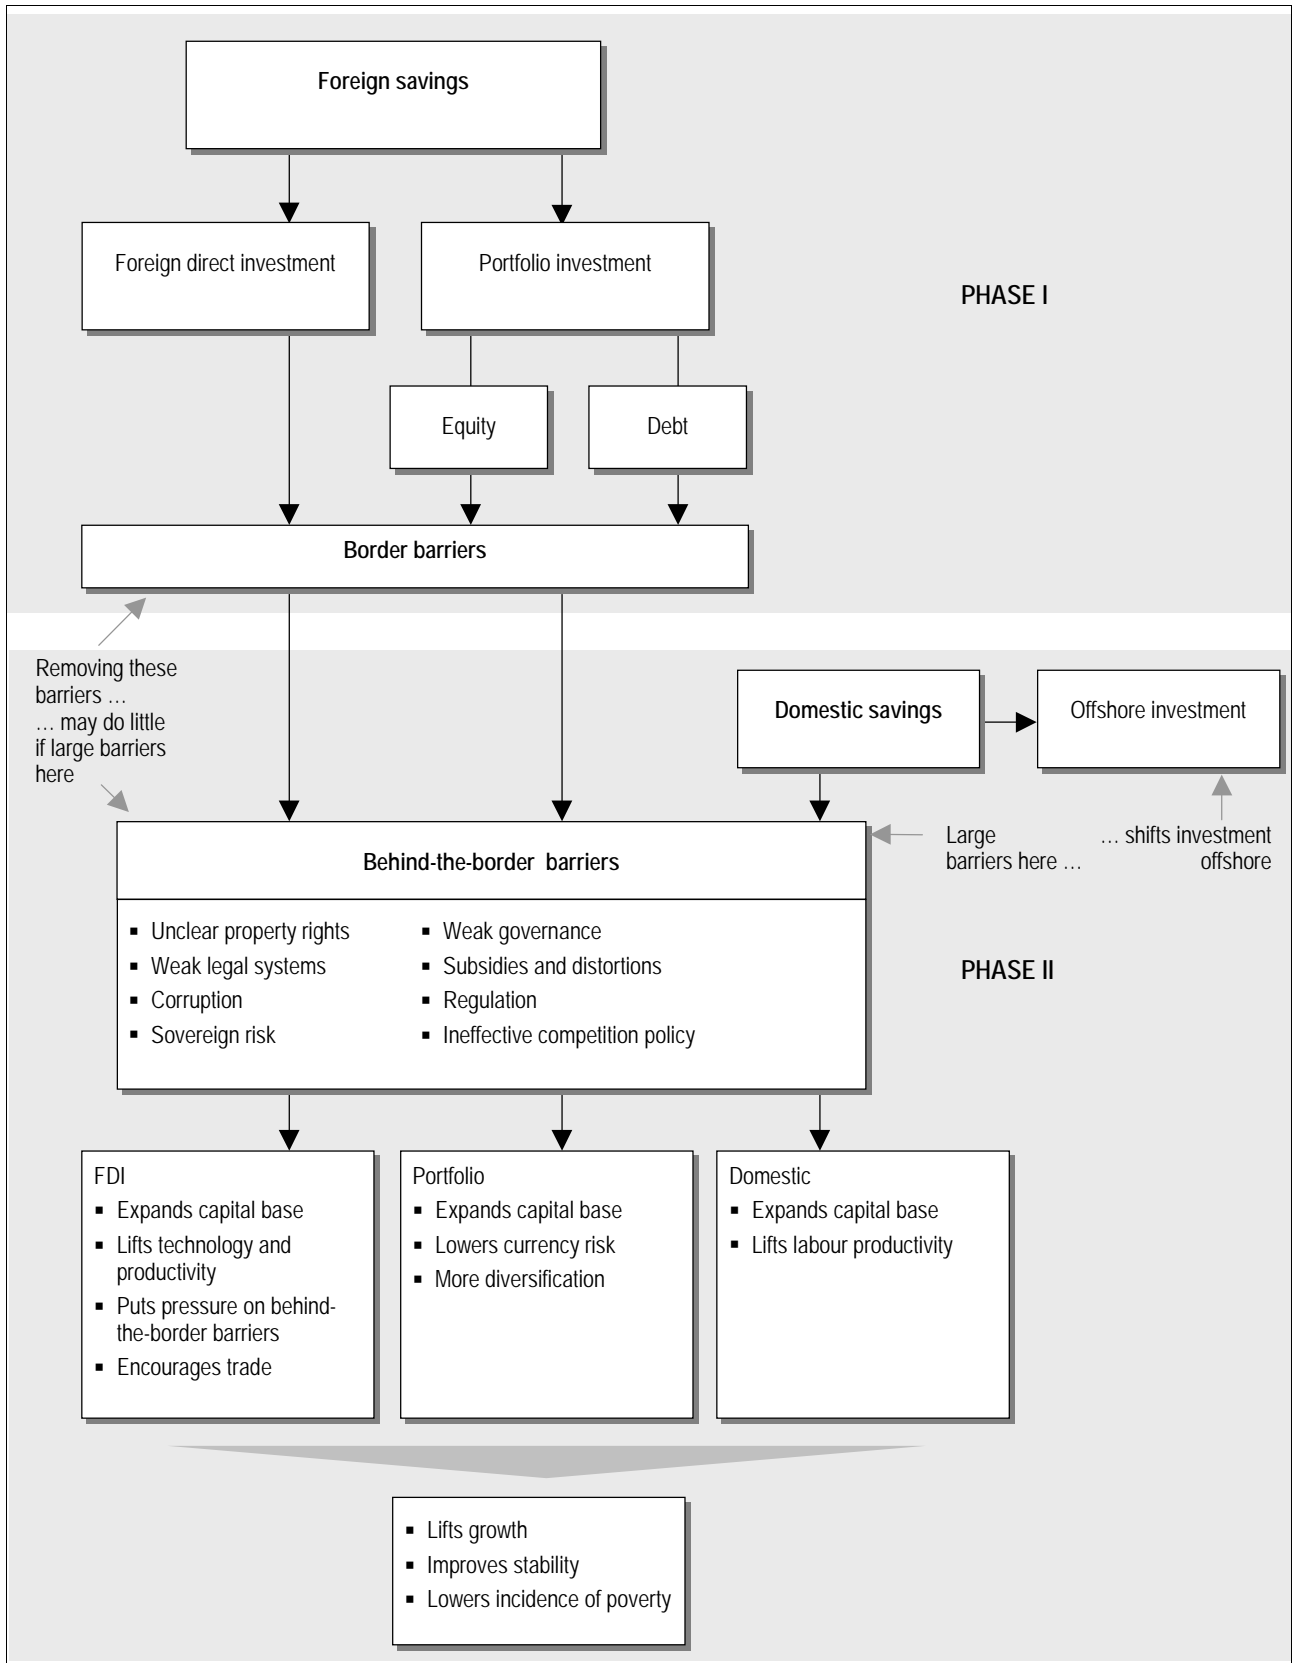 Foreign savings
Foreign direct investment
Portfolio investment
PHASE I
Equity
Debt
Border barriers
Removing these
barriers …
… may do little
if large barriers
here
Domestic savings
Offshore investment
Large
barriers here …
… shifts investment
offshore
Behind-the-border barriers
▪ Unclear property rights
▪ Weak legal systems
▪ Corruption
▪ Sovereign risk
▪ Weak governance
▪ Subsidies and distortions
▪ Regulation
▪ Ineffective competition policy
PHASE II
FDI
▪ Expands capital base
▪ Lifts technology and
productivity
▪ Puts pressure on behind-
the-border barriers
▪ Encourages trade
Portfolio
▪ Expands capital base
▪ Lowers currency risk
▪ More diversification
Domestic
▪ Expands capital base
▪ Lifts labour productivity
▪ Lifts growth
▪ Improves stability
▪ Lowers incidence of poverty